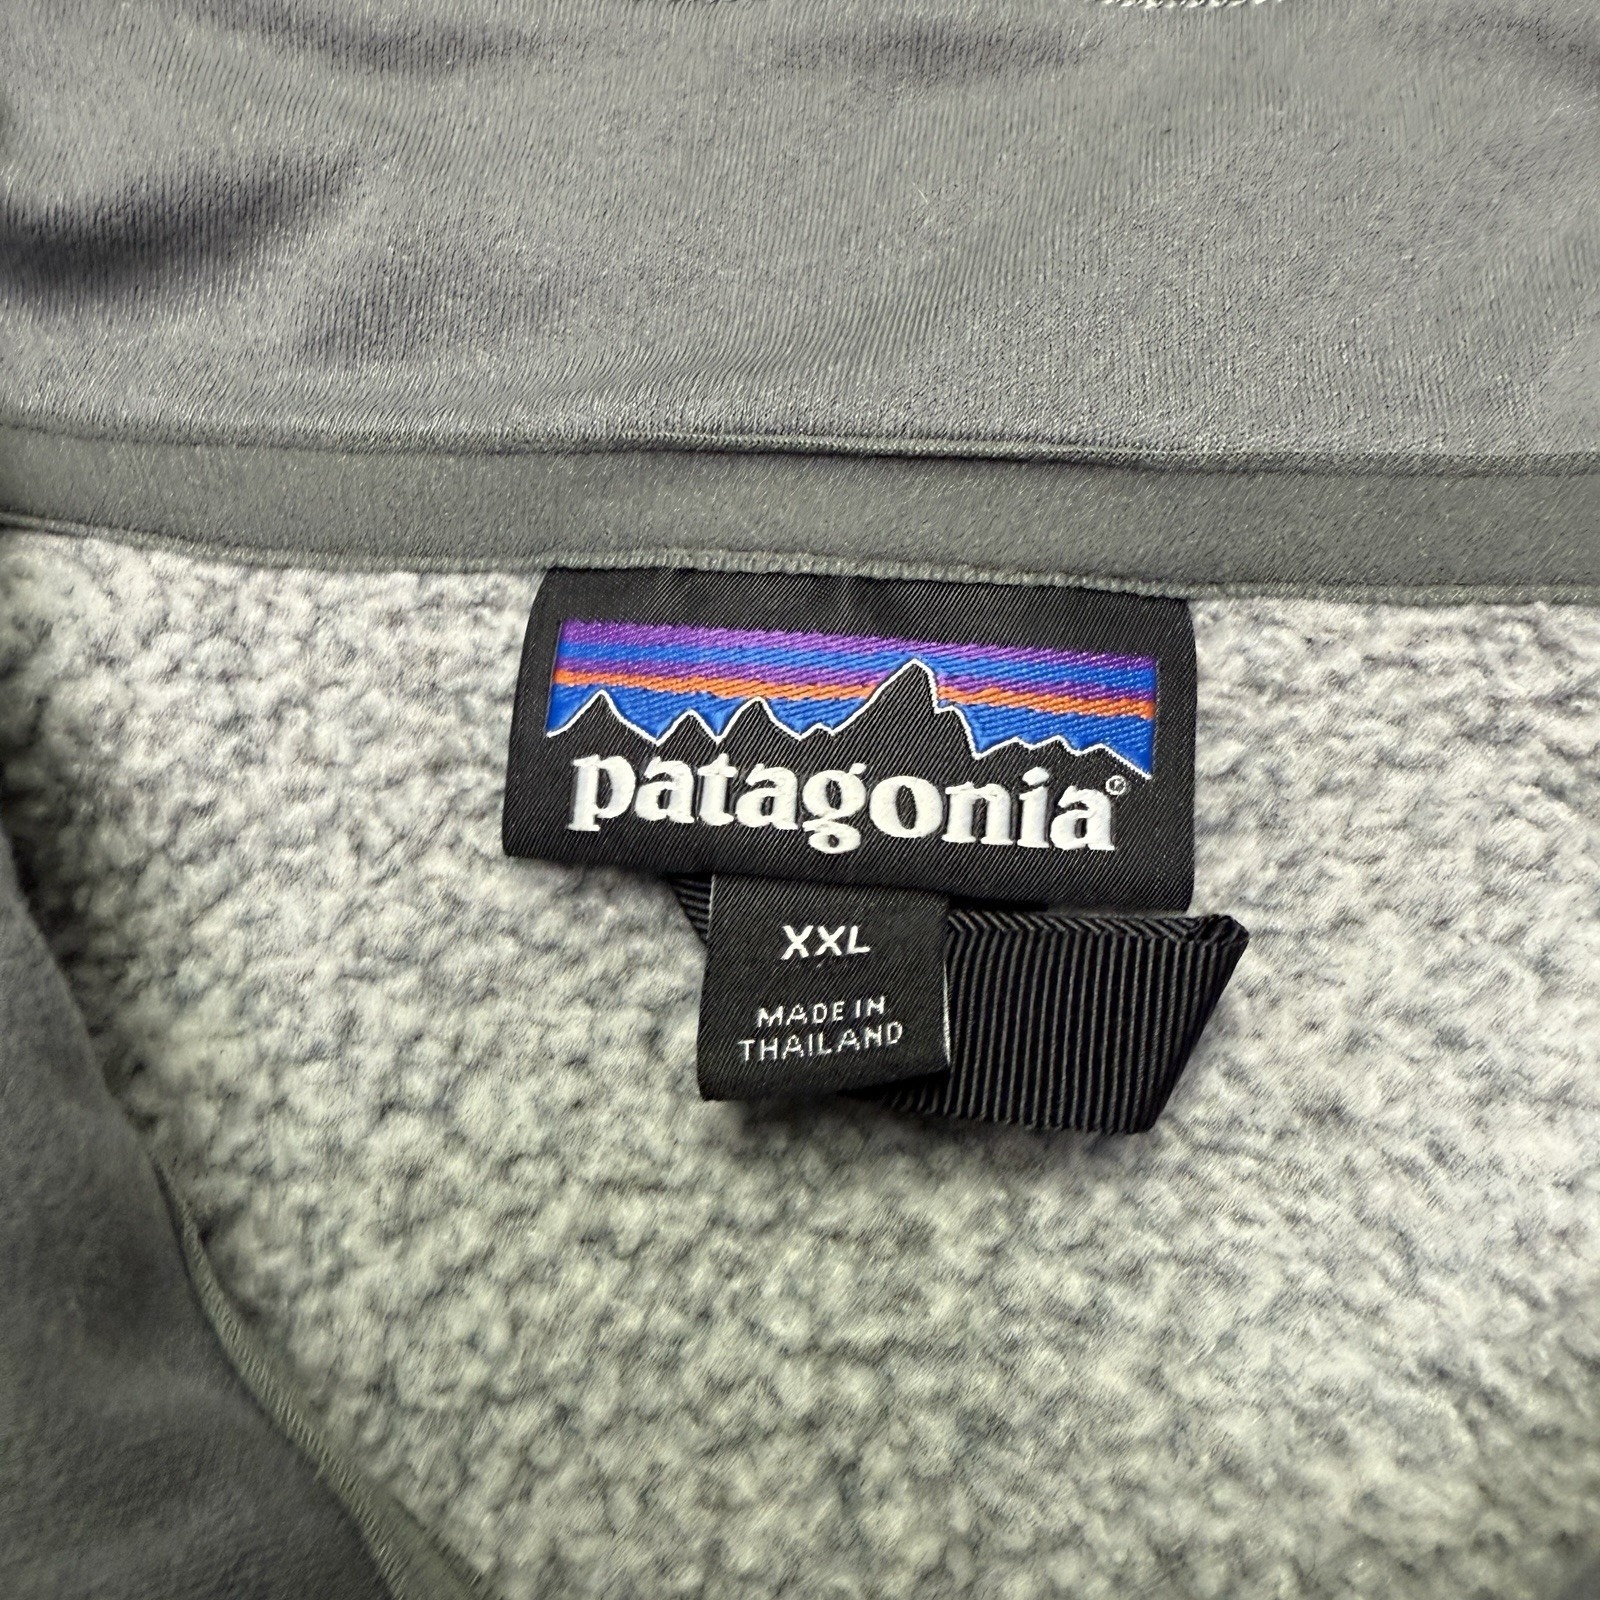 patagonia®
XXL
MADE IN
THAILAND